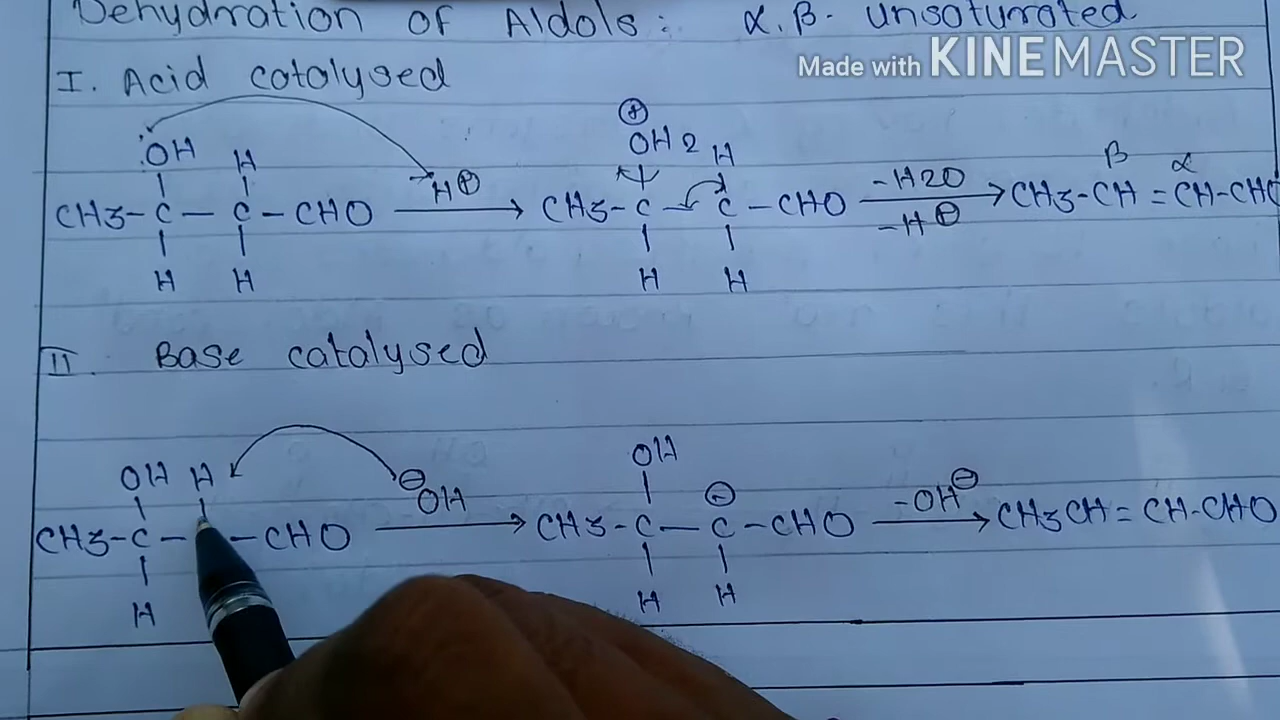 Dehydration of Aldols: α,β- Unsaturated
Made with KINEMASTER
I. Acid catalysed
⊕
:OH H OH2 H β α
CH3-C-C-CHO H⊕ → CH3-C-C-CHO -H2O → CH3-CH=CH-CHO
-H⊕
H H H H
II. Base catalysed
OH H ⊖OH OH ⊖ -OH⊖
CH3-C- -CHO → CH3-C-C-CHO → CH3CH=CH-CHO
H H H